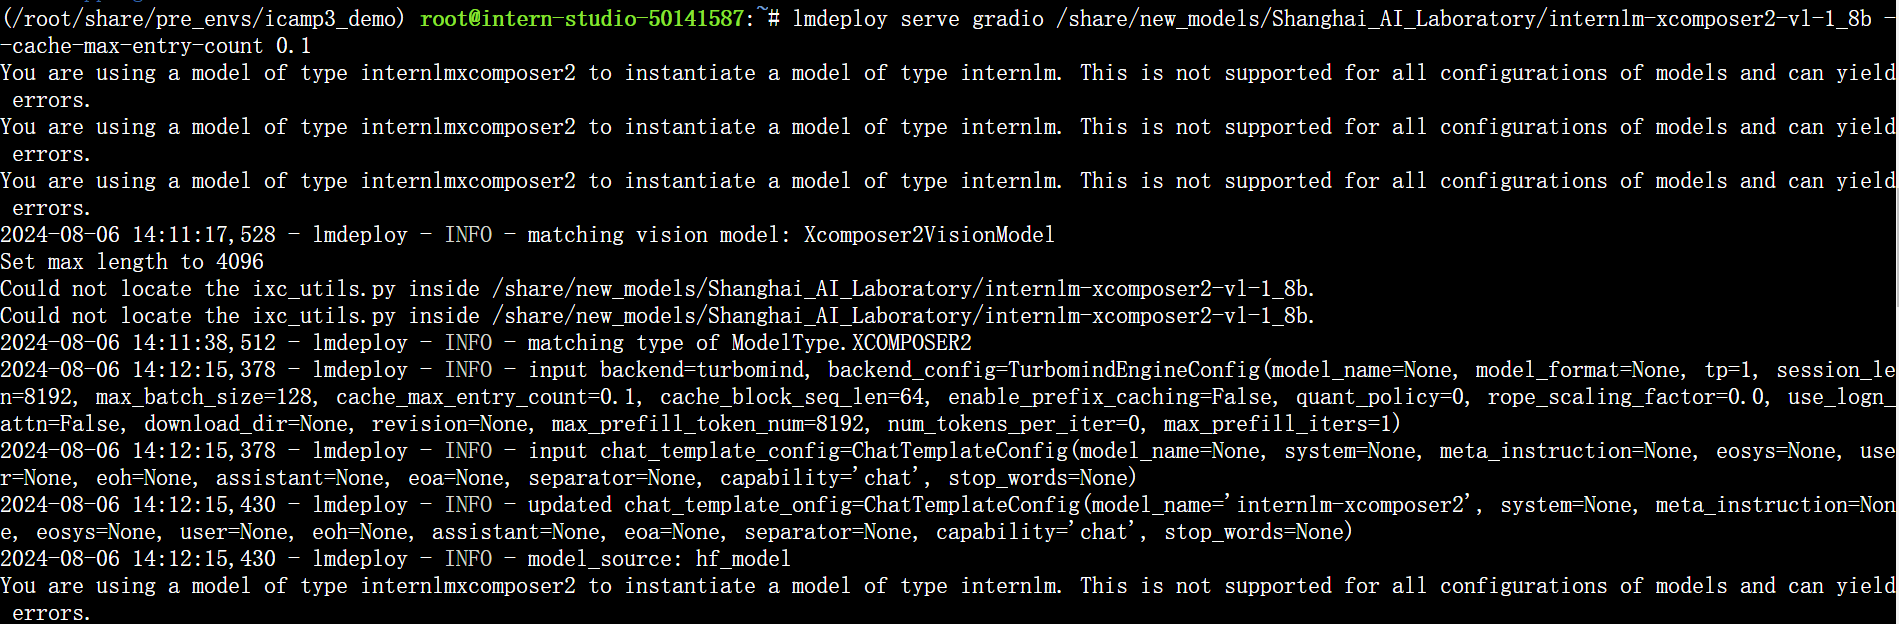 (/root/share/pre_envs/icamp3_demo) root@intern-studio-50141587:~# lmdeploy serve gradio /share/new_models/Shanghai_AI_Laboratory/internlm-xcomposer2-vl-1_8b -
-cache-max-entry-count 0.1
You are using a model of type internlmxcomposer2 to instantiate a model of type internlm. This is not supported for all configurations of models and can yield
 errors.
You are using a model of type internlmxcomposer2 to instantiate a model of type internlm. This is not supported for all configurations of models and can yield
 errors.
You are using a model of type internlmxcomposer2 to instantiate a model of type internlm. This is not supported for all configurations of models and can yield
 errors.
2024-08-06 14:11:17,528 - lmdeploy - INFO - matching vision model: Xcomposer2VisionModel
Set max length to 4096
Could not locate the ixc_utils.py inside /share/new_models/Shanghai_AI_Laboratory/internlm-xcomposer2-vl-1_8b.
Could not locate the ixc_utils.py inside /share/new_models/Shanghai_AI_Laboratory/internlm-xcomposer2-vl-1_8b.
2024-08-06 14:11:38,512 - lmdeploy - INFO - matching type of ModelType.XCOMPOSER2
2024-08-06 14:12:15,378 - lmdeploy - INFO - input backend=turbomind, backend_config=TurbomindEngineConfig(model_name=None, model_format=None, tp=1, session_le
n=8192, max_batch_size=128, cache_max_entry_count=0.1, cache_block_seq_len=64, enable_prefix_caching=False, quant_policy=0, rope_scaling_factor=0.0, use_logn_
attn=False, download_dir=None, revision=None, max_prefill_token_num=8192, num_tokens_per_iter=0, max_prefill_iters=1)
2024-08-06 14:12:15,378 - lmdeploy - INFO - input chat_template_config=ChatTemplateConfig(model_name=None, system=None, meta_instruction=None, eosys=None, use
r=None, eoh=None, assistant=None, eoa=None, separator=None, capability='chat', stop_words=None)
2024-08-06 14:12:15,430 - lmdeploy - INFO - updated chat_template_onfig=ChatTemplateConfig(model_name='internlm-xcomposer2', system=None, meta_instruction=Non
e, eosys=None, user=None, eoh=None, assistant=None, eoa=None, separator=None, capability='chat', stop_words=None)
2024-08-06 14:12:15,430 - lmdeploy - INFO - model_source: hf_model
You are using a model of type internlmxcomposer2 to instantiate a model of type internlm. This is not supported for all configurations of models and can yield
 errors.